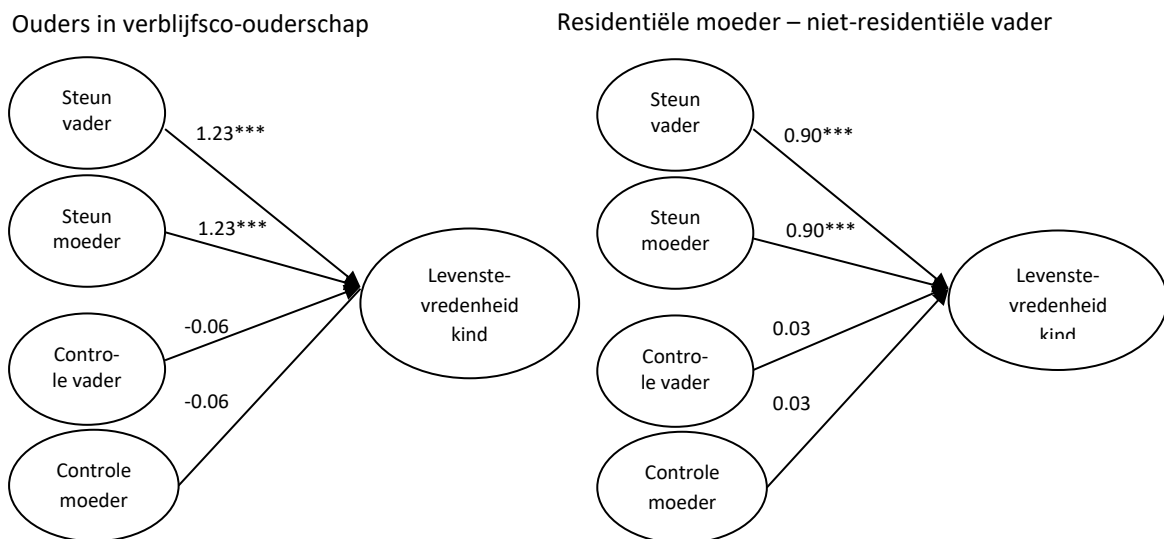 Ouders in verblijfsco-ouderschap
Steun
vader
1.23***
Steun
moeder
1.23***
Levenste-
vredenheid
kind
-0.06
Contro-
le vader
-0.06
Controle
moeder
Residentiële moeder – niet-residentiële vader
Steun
vader
0.90***
Steun
moeder
0.90***
Levenste-
vredenheid
kind
0.03
Contro-
le vader
0.03
Controle
moeder